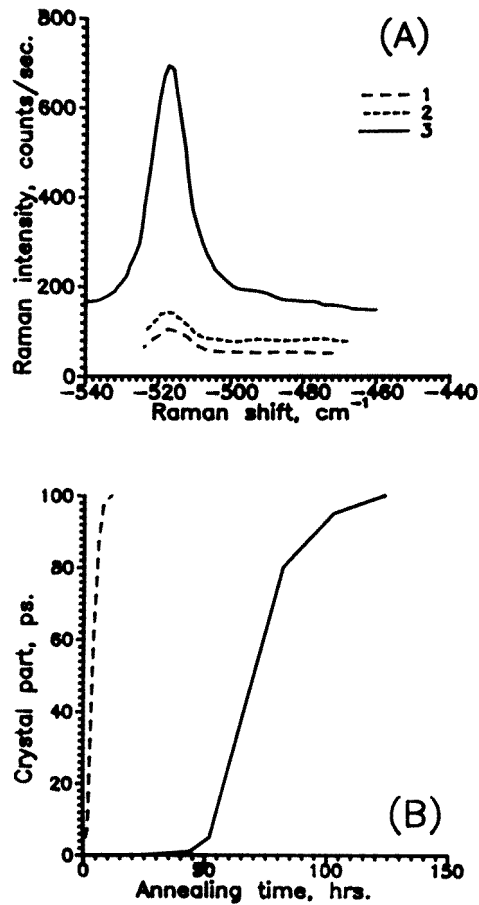 (A)
800
600
400
200
0
Raman intensity, counts/sec.
1
2
3
-540 -520 -500 -480 -460 -440
Raman shift, cm-1
(B)
100
80
60
40
20
0
Crystal part, ps.
0 50 100 150
Annealing time, hrs.